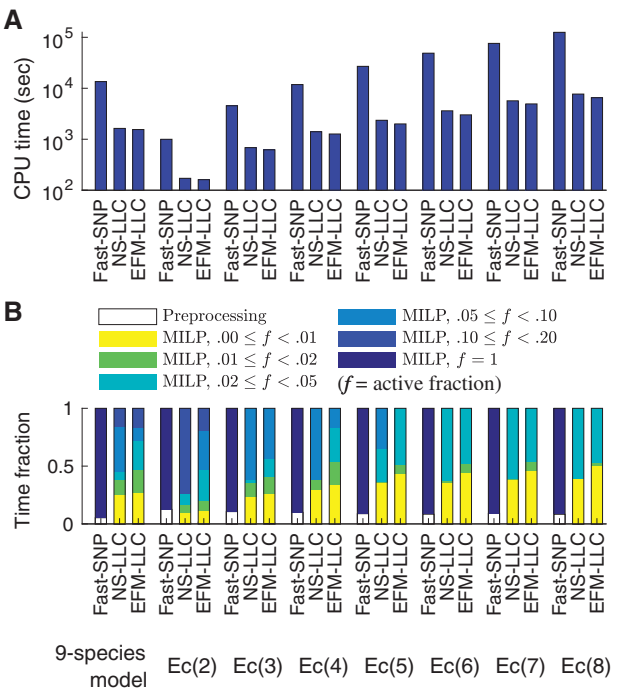 A
CPU time (sec)
10^5
10^4
10^3
10^2
Fast-SNP NS-LLC EFM-LLC Fast-SNP NS-LLC EFM-LLC Fast-SNP NS-LLC EFM-LLC Fast-SNP NS-LLC EFM-LLC Fast-SNP NS-LLC EFM-LLC Fast-SNP NS-LLC EFM-LLC Fast-SNP NS-LLC EFM-LLC Fast-SNP NS-LLC EFM-LLC
B
Preprocessing
MILP, .00 ≤ f < .01
MILP, .01 ≤ f < .02
MILP, .02 ≤ f < .05
MILP, .05 ≤ f < .10
MILP, .10 ≤ f < .20
MILP, f = 1
(f = active fraction)
Time fraction
1
0.5
0
Fast-SNP NS-LLC EFM-LLC Fast-SNP NS-LLC EFM-LLC Fast-SNP NS-LLC EFM-LLC Fast-SNP NS-LLC EFM-LLC Fast-SNP NS-LLC EFM-LLC Fast-SNP NS-LLC EFM-LLC Fast-SNP NS-LLC EFM-LLC Fast-SNP NS-LLC EFM-LLC
9-species
model
Ec(2) Ec(3) Ec(4) Ec(5) Ec(6) Ec(7) Ec(8)